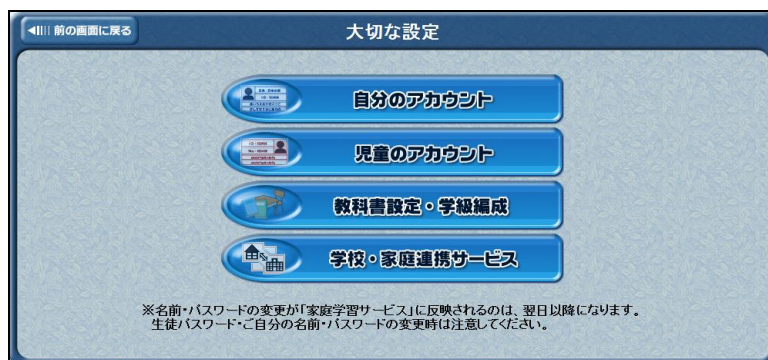 前の画面に戻る
大切な設定
自分のアカウント
児童のアカウント
教科書設定・学級編成
学校・家庭連携サービス
※名前・パスワードの変更が「家庭学習サービス」に反映されるのは、翌日以降になります。
生徒パスワード・ご自分の名前・パスワードの変更時は注意してください。